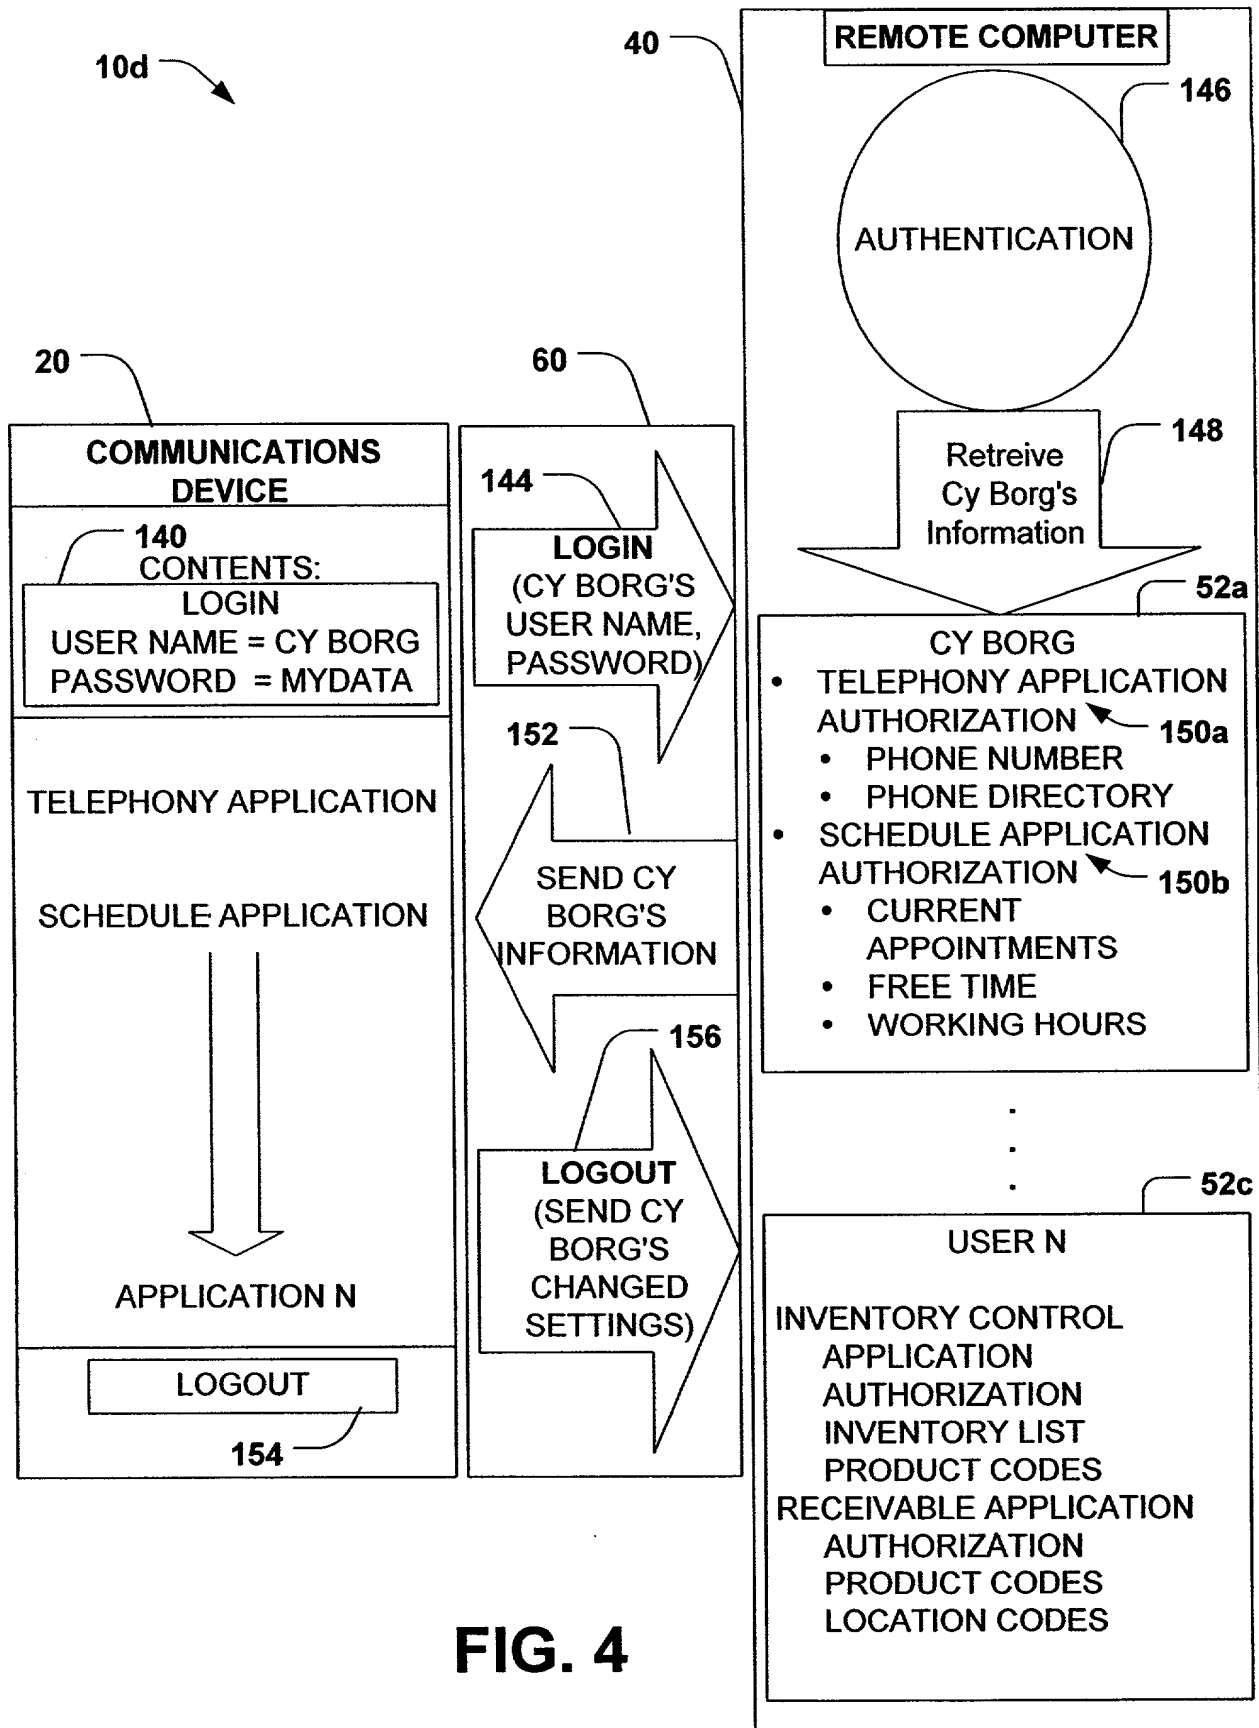 10d
40
REMOTE COMPUTER
146
AUTHENTICATION
148
Retreive
Cy Borg's
Information
20
COMMUNICATIONS
DEVICE
140
CONTENTS:
LOGIN
USER NAME = CY BORG
PASSWORD = MYDATA
TELEPHONY APPLICATION
SCHEDULE APPLICATION
APPLICATION N
LOGOUT
154
60
144
LOGIN
(CY BORG'S
USER NAME,
PASSWORD)
152
SEND CY
BORG'S
INFORMATION
156
LOGOUT
(SEND CY
BORG'S
CHANGED
SETTINGS)
52a
CY BORG
• TELEPHONY APPLICATION
AUTHORIZATION
150a
• PHONE NUMBER
• PHONE DIRECTORY
• SCHEDULE APPLICATION
AUTHORIZATION
150b
• CURRENT
APPOINTMENTS
• FREE TIME
• WORKING HOURS
.
.
.
52c
USER N
INVENTORY CONTROL
APPLICATION
AUTHORIZATION
INVENTORY LIST
PRODUCT CODES
RECEIVABLE APPLICATION
AUTHORIZATION
PRODUCT CODES
LOCATION CODES
FIG. 4